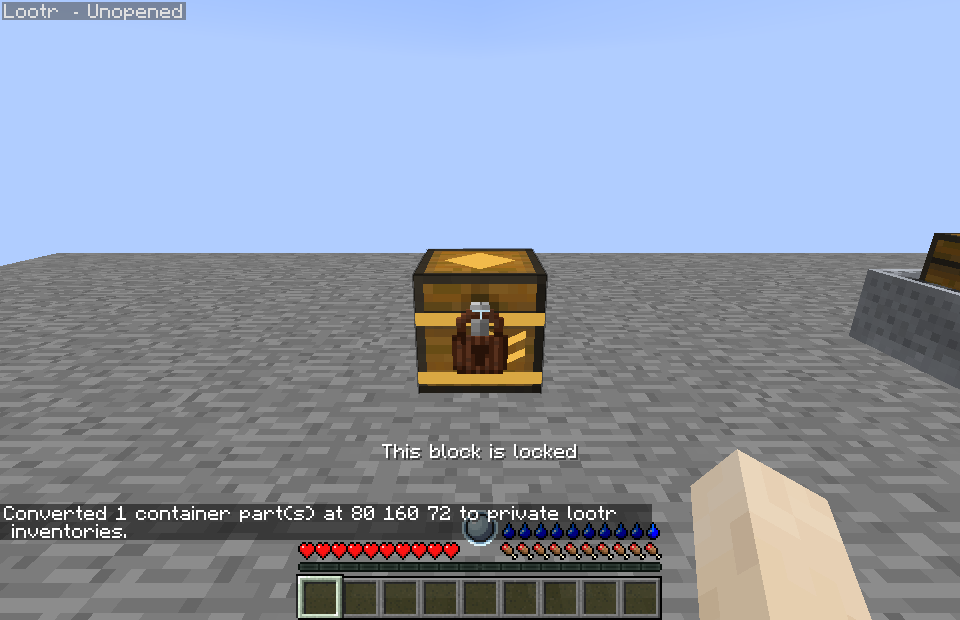 Lootr - Unopened
This block is locked
Converted 1 container part(s) at 80 160 72 to private lootr
inventories.